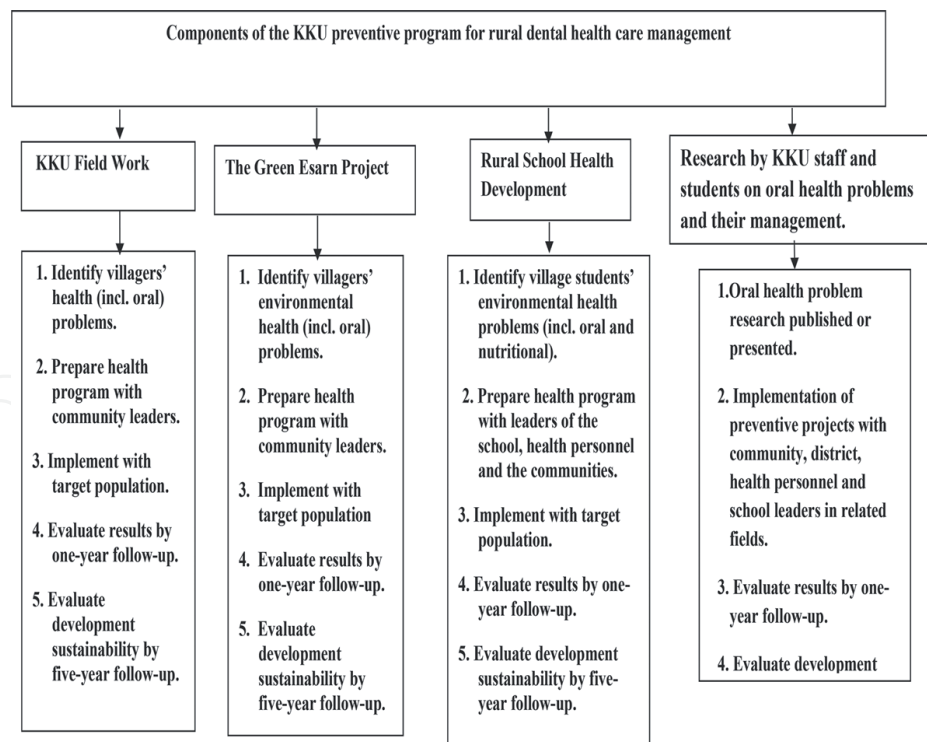 Components of the KKU preventive program for rural dental health care management
KKU Field Work
1. Identify villagers'
health (incl. oral)
problems.
2. Prepare health
program with
community leaders.
3. Implement with
target population.
4. Evaluate results by
one-year follow-up.
5. Evaluate
development
sustainability by
five-year follow-up.
The Green Esarn Project
1. Identify villagers'
environmental
health (incl. oral)
problems.
2. Prepare health
program with
community leaders.
3. Implement with
target population
4. Evaluate results by
one-year follow-up.
5. Evaluate
development
sustainability by
five-year follow-up.
Rural School Health
Development
1. Identify village students'
environmental health
problems (incl. oral and
nutritional).
2. Prepare health program
with leaders of the
school, health personnel
and the communities.
3. Implement with target
population.
4. Evaluate results by one-
year follow-up.
5. Evaluate development
sustainability by five-
year follow-up.
Research by KKU staff and
students on oral health problems
and their management.
1.Oral health problem
research published or
presented.
2. Implementation of
preventive projects with
community, district,
health personnel and
school leaders in related
fields.
3. Evaluate results by one-
year follow-up.
4. Evaluate development